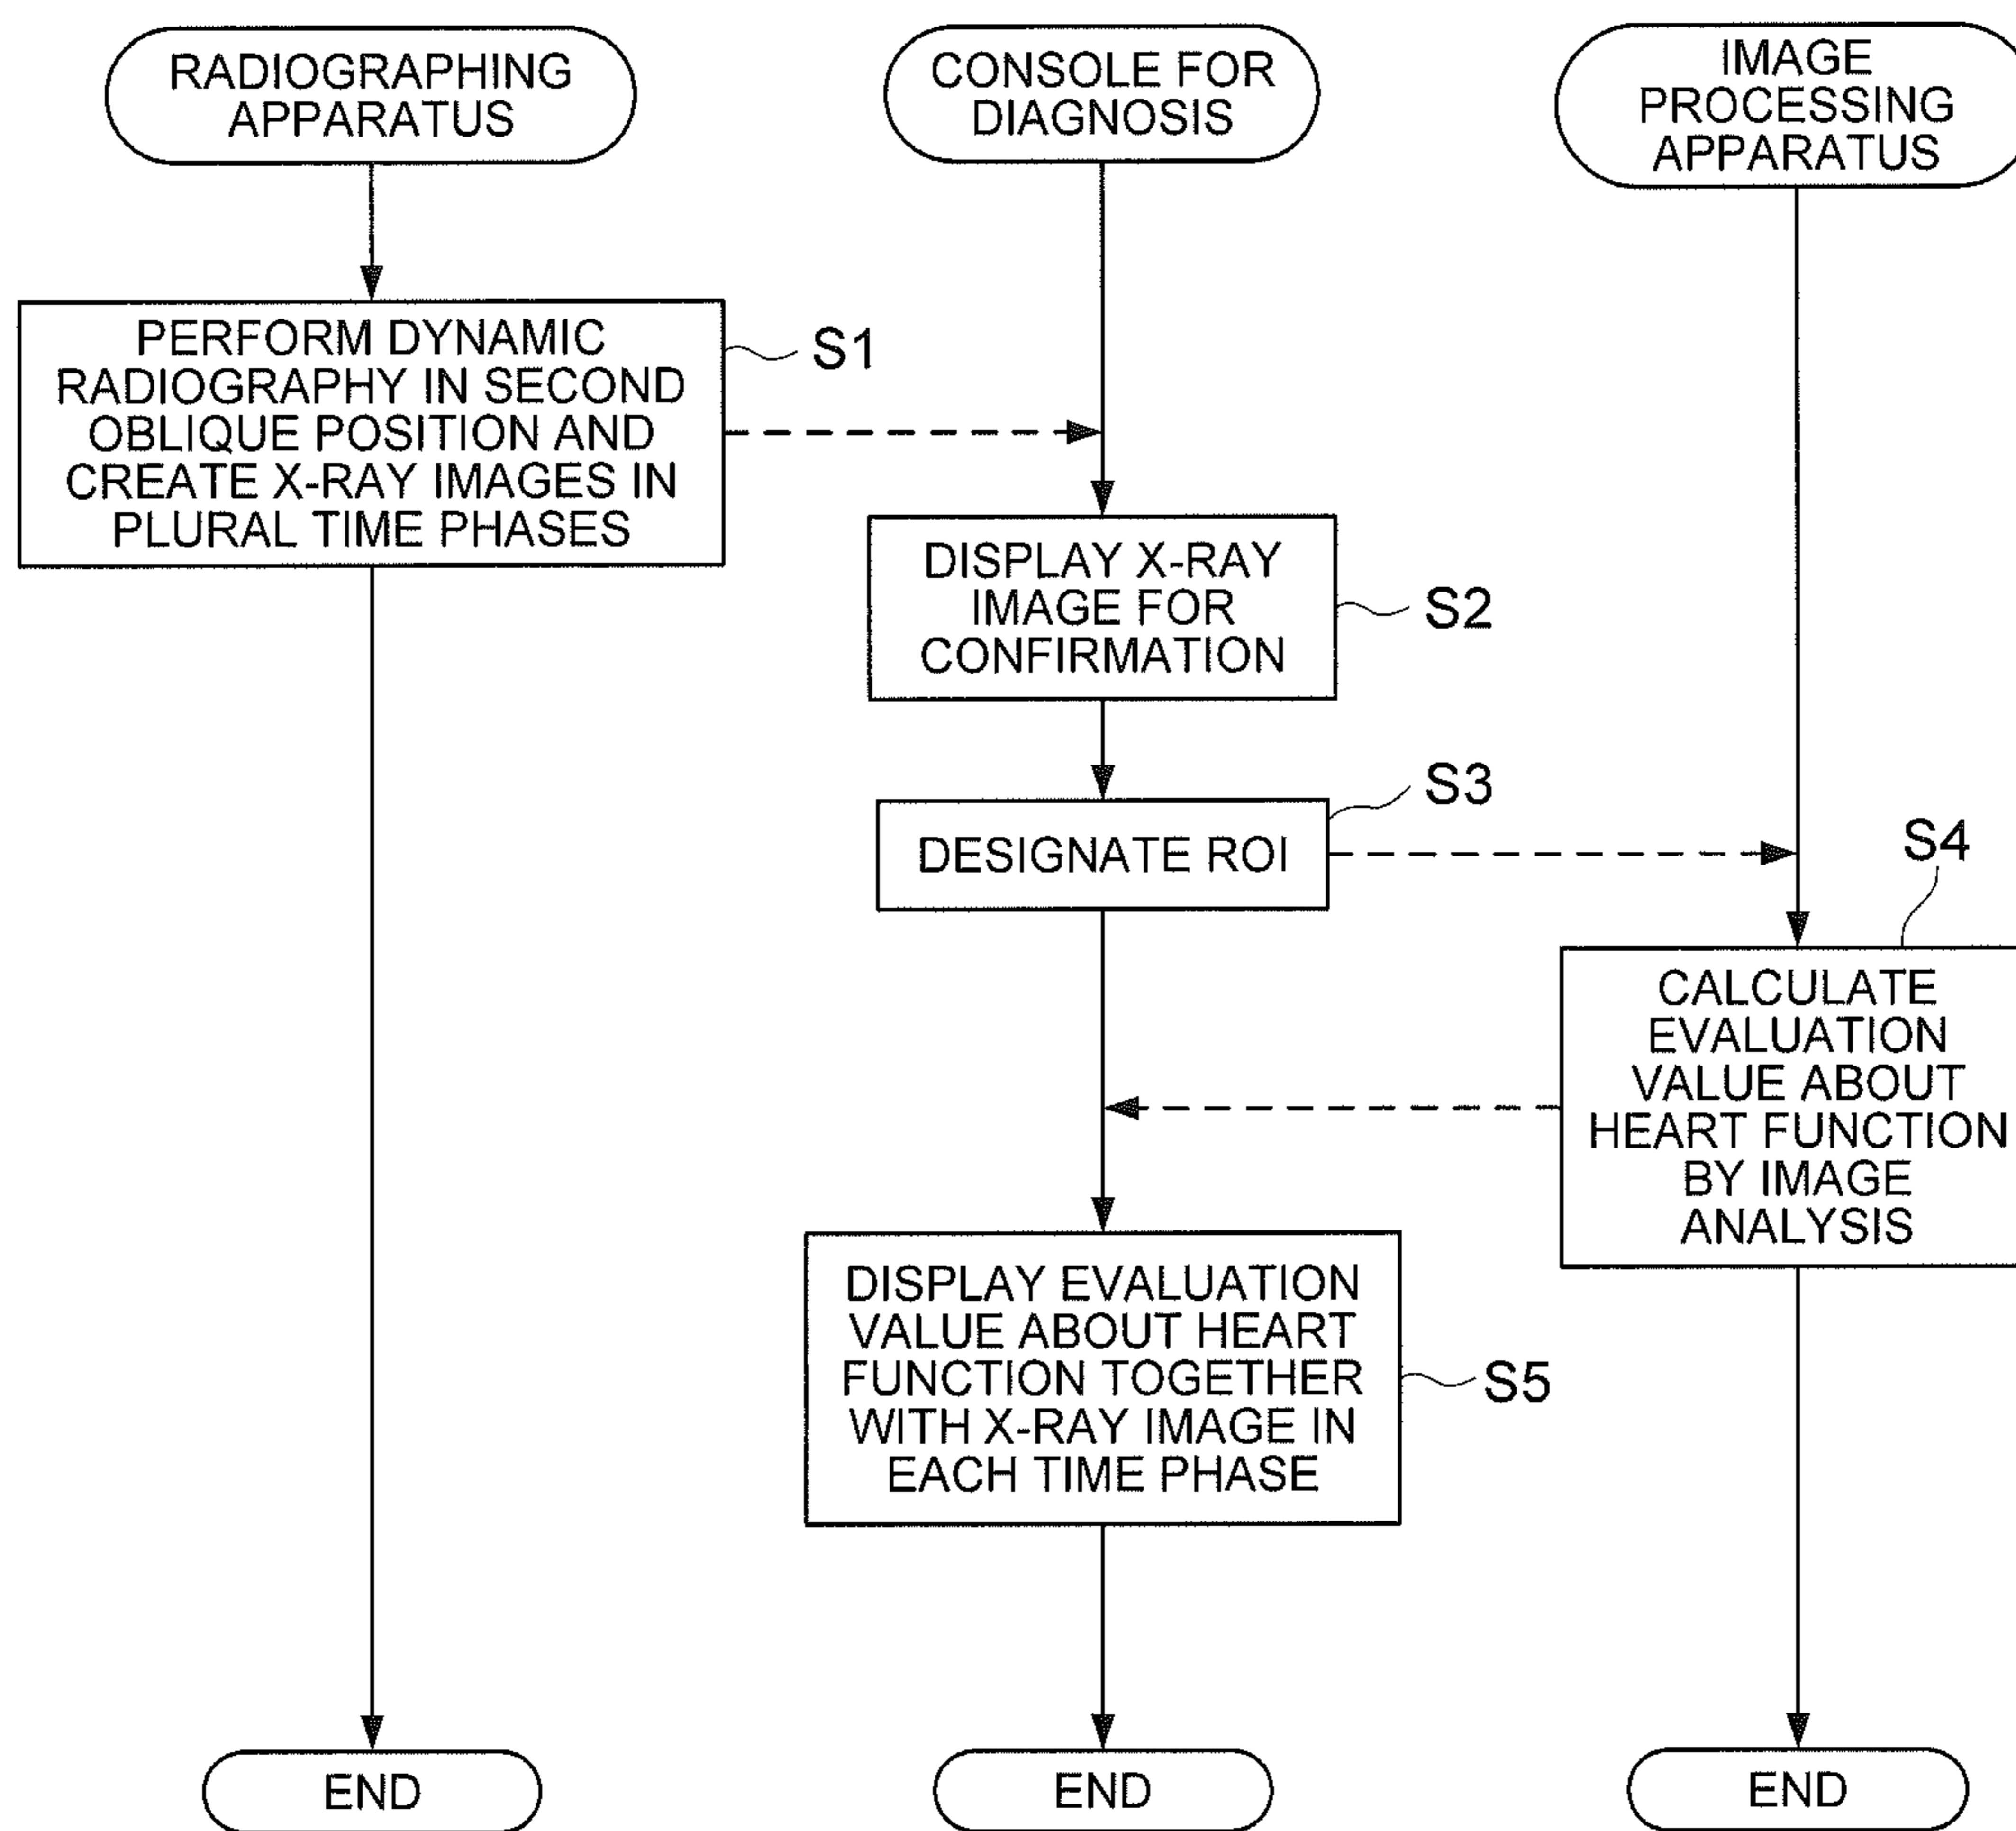 RADIOGRAPHING
APPARATUS
CONSOLE FOR
DIAGNOSIS
IMAGE
PROCESSING
APPARATUS
PERFORM DYNAMIC
RADIOGRAPHY IN SECOND
OBLIQUE POSITION AND
CREATE X-RAY IMAGES IN
PLURAL TIME PHASES
S1
DISPLAY X-RAY
IMAGE FOR
CONFIRMATION
S2
DESIGNATE ROI
S3
S4
CALCULATE
EVALUATION
VALUE ABOUT
HEART FUNCTION
BY IMAGE
ANALYSIS
DISPLAY EVALUATION
VALUE ABOUT HEART
FUNCTION TOGETHER
WITH X-RAY IMAGE IN
EACH TIME PHASE
S5
END
END
END